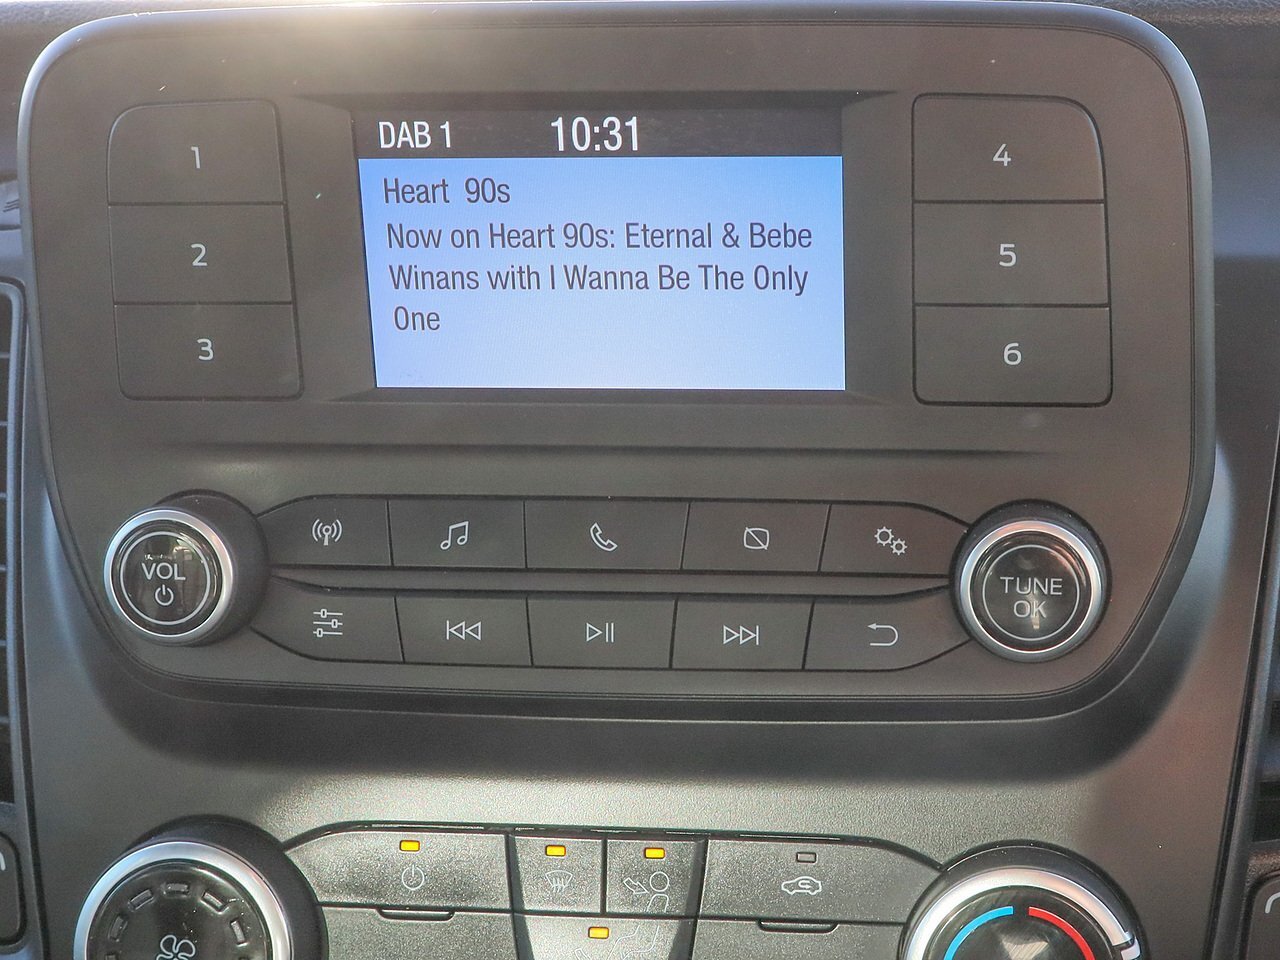 DAB 1 10:31
Heart 90s
Now on Heart 90s: Eternal & Bebe
Winans with I Wanna Be The Only
One
1
2
3
4
5
6
VOL
TUNE
OK